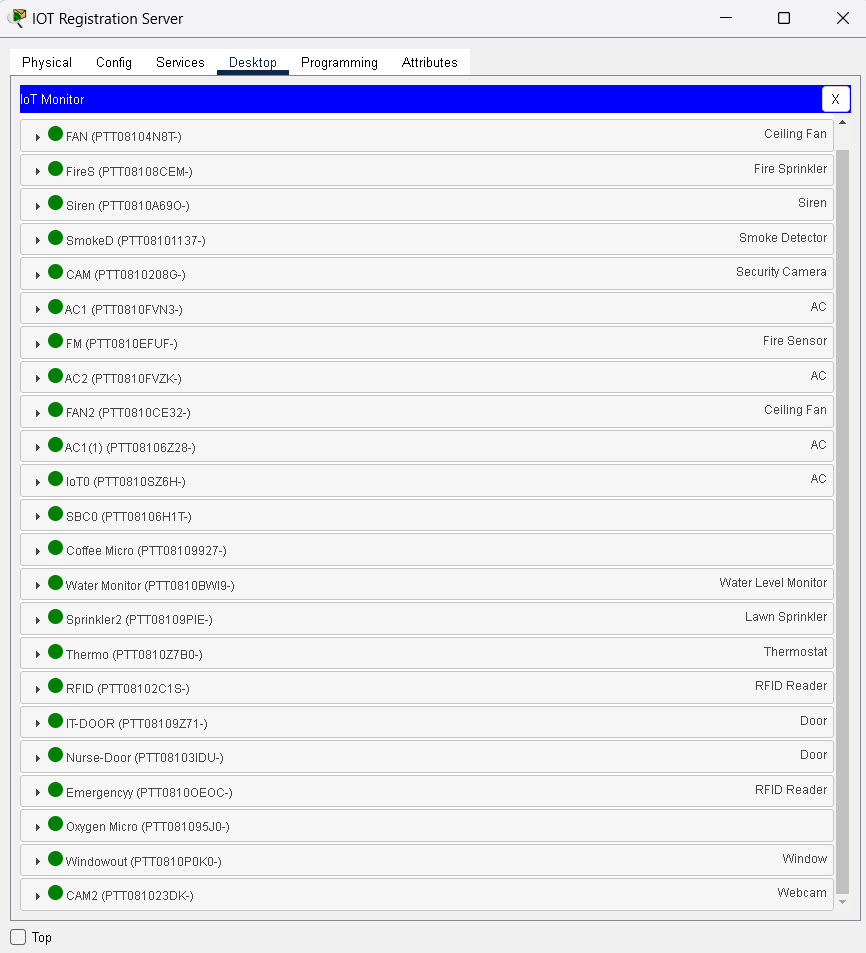 IOT Registration Server
Physical Config Services Desktop Programming Attributes
IoT Monitor X
FAN (PTT08104N8T-) Ceiling Fan
FireS (PTT08108CEM-) Fire Sprinkler
Siren (PTT0810A69O-) Siren
SmokeD (PTT08101137-) Smoke Detector
CAM (PTT0810208G-) Security Camera
AC1 (PTT0810FVN3-) AC
FM (PTT0810EFUF-) Fire Sensor
AC2 (PTT0810FVZK-) AC
FAN2 (PTT0810CE32-) Ceiling Fan
AC1(1) (PTT08106Z28-) AC
IoT0 (PTT0810SZ6H-) AC
SBC0 (PTT08106H1T-)
Coffee Micro (PTT08109927-)
Water Monitor (PTT0810BWI9-) Water Level Monitor
Sprinkler2 (PTT08109PIE-) Lawn Sprinkler
Thermo (PTT0810Z7B0-) Thermostat
RFID (PTT08102C1S-) RFID Reader
IT-DOOR (PTT08109Z71-) Door
Nurse-Door (PTT08103IDU-) Door
Emergencyy (PTT0810OEOC-) RFID Reader
Oxygen Micro (PTT081095J0-)
Windowout (PTT0810P0K0-) Window
CAM2 (PTT081023DK-) Webcam
Top